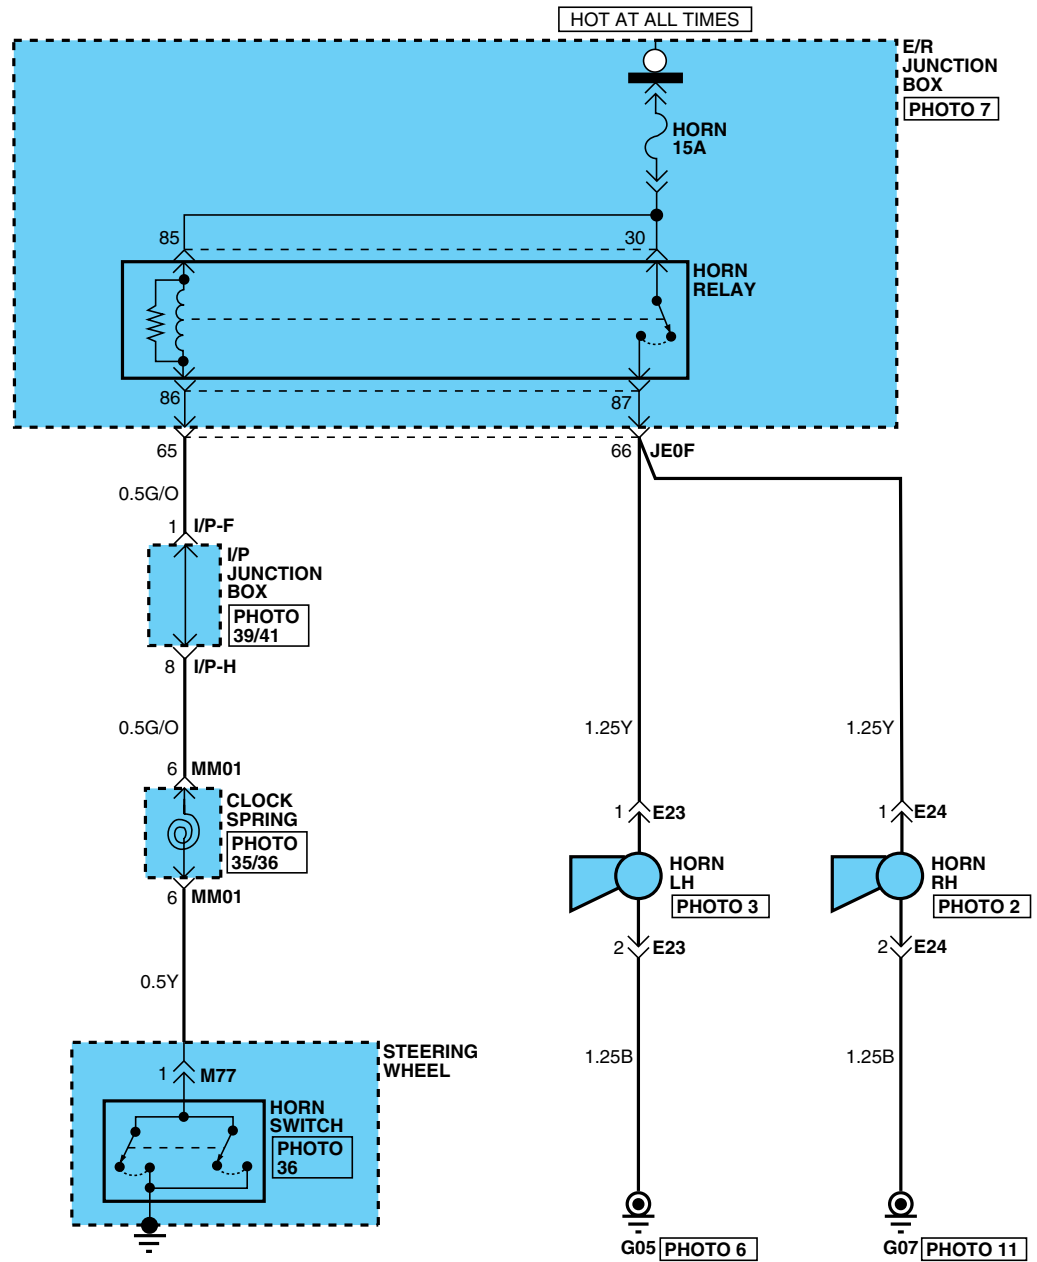 HOT AT ALL TIMES
E/R
JUNCTION
BOX
PHOTO 7
HORN
15A
85
30
HORN
RELAY
86
87
65
66
JE0F
0.5G/O
1
I/P-F
I/P
JUNCTION
BOX
PHOTO
39/41
8
I/P-H
0.5G/O
1.25Y
1.25Y
6
MM01
CLOCK
SPRING
PHOTO
35/36
1
E23
1
E24
HORN
LH
PHOTO 3
HORN
RH
PHOTO 2
6
MM01
2
E23
2
E24
0.5Y
1.25B
1.25B
STEERING
WHEEL
1
M77
HORN
SWITCH
PHOTO
36
G05
PHOTO 6
G07
PHOTO 11